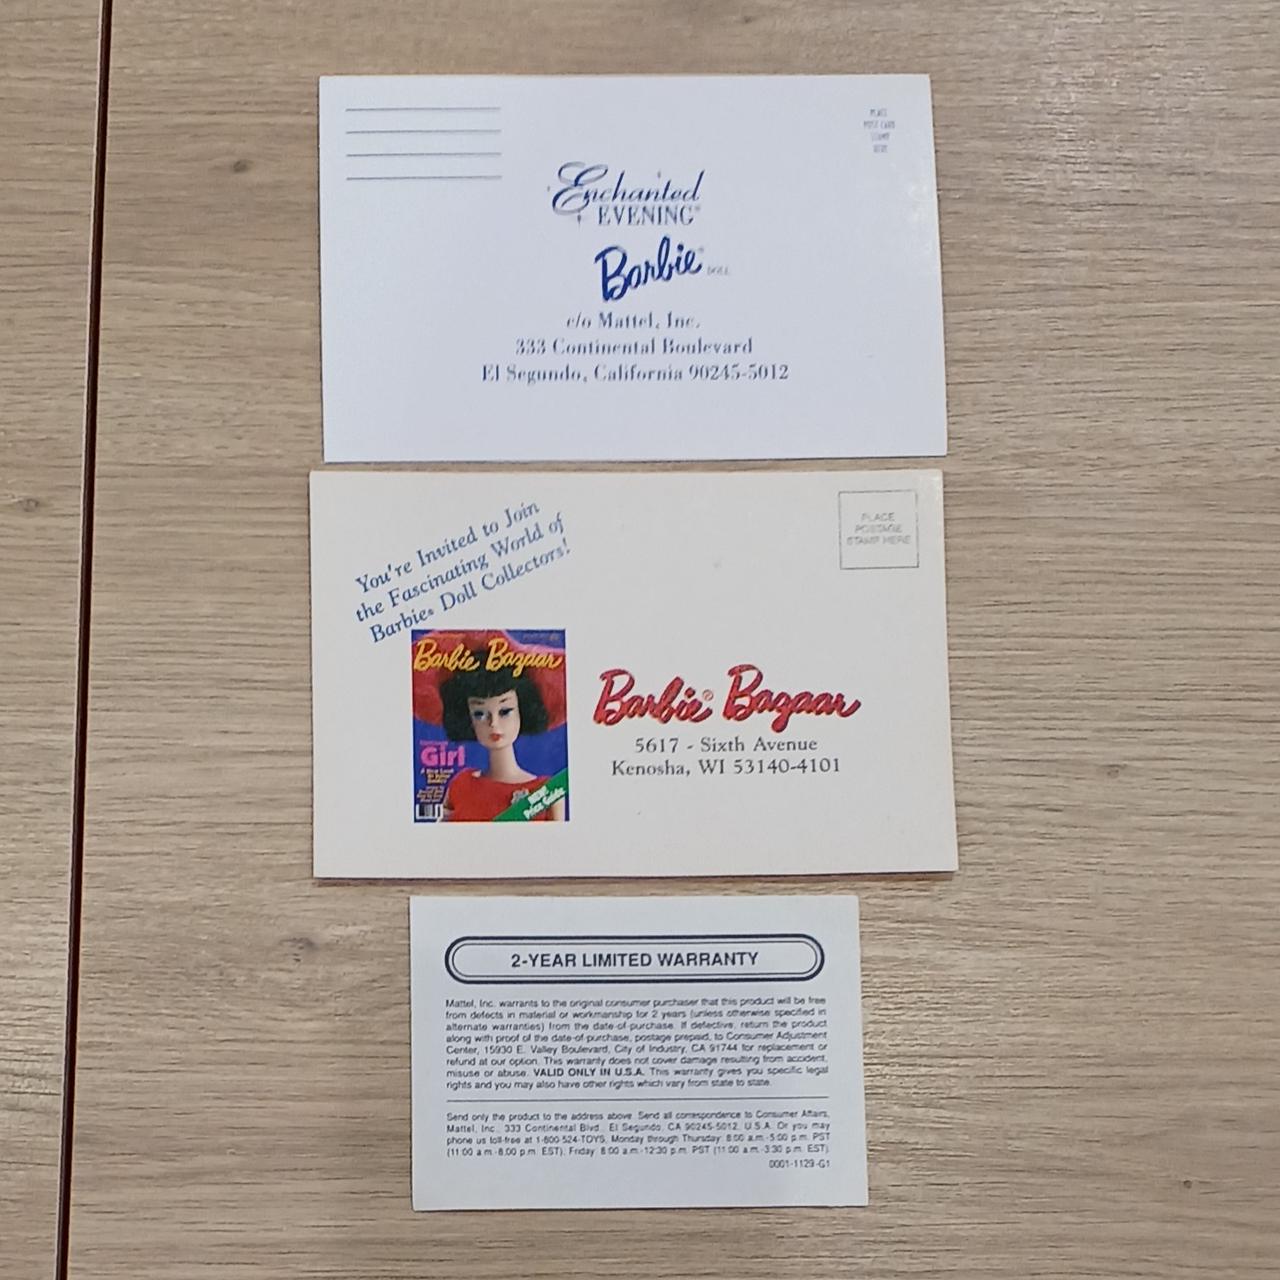 PLACE
POST CARD
STAMP
HERE
Enchanted
EVENING®
Barbie® DOLL
c/o Mattel, Inc.
333 Continental Boulevard
El Segundo, California 90245-5012
You're Invited to Join
the Fascinating World of
Barbie® Doll Collectors!
PLACE
POSTAGE
STAMP HERE
Barbie Bazaar
Girl
NEW!
Price Guide
Barbie® Bazaar
5617 - Sixth Avenue
Kenosha, WI 53140-4101
2-YEAR LIMITED WARRANTY
Mattel, Inc. warrants to the original consumer purchaser that this product will be free
from defects in material or workmanship for 2 years (unless otherwise specified in
alternate warranties) from the date-of-purchase. If defective, return the product
along with proof of the date-of-purchase, postage prepaid, to Consumer Adjustment
Center, 15930 E. Valley Boulevard, City of Industry, CA 91744 for replacement or
refund at our option. This warranty does not cover damage resulting from accident,
misuse or abuse. VALID ONLY IN U.S.A. This warranty gives you specific legal
rights and you may also have other rights which vary from state to state.
Send only the product to the address above. Send all correspondence to Consumer Affairs,
Mattel, Inc., 333 Continental Blvd., El Segundo, CA 90245-5012, U.S.A. Or you may
phone us toll-free at 1-800-524-TOYS, Monday through Thursday: 8:00 a.m.-5:00 p.m. PST
(11:00 a.m.-8:00 p.m. EST), Friday: 8:00 a.m.-12:30 p.m. PST (11:00 a.m.-3:30 p.m. EST).
0001-1129-G1